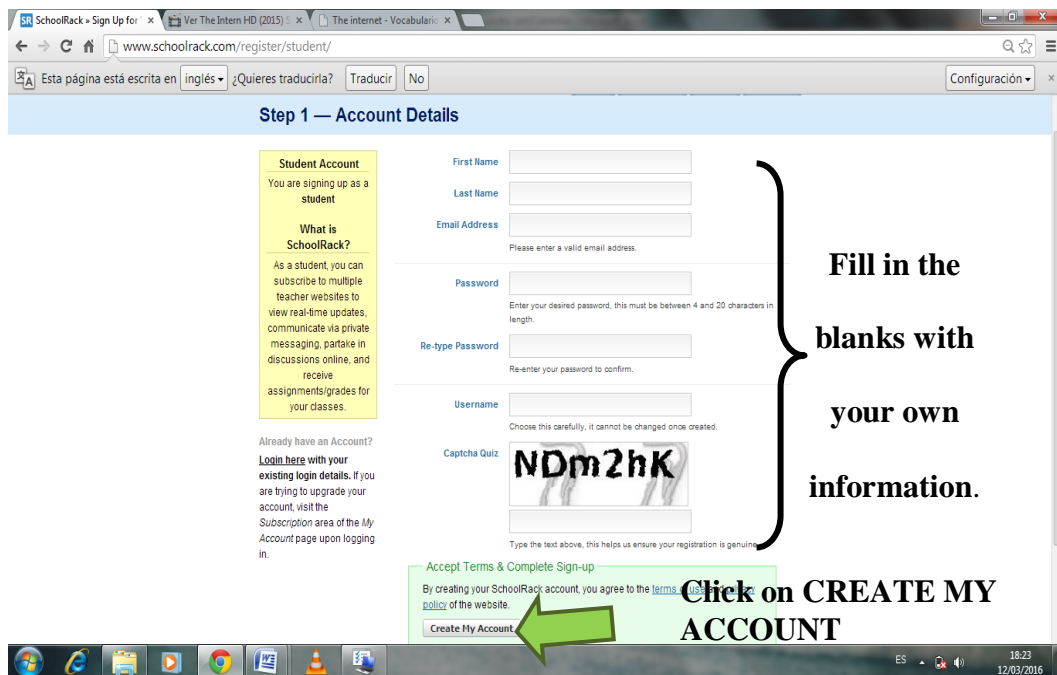 SR SchoolRack » Sign Up for
Ver The Intern HD (2015) S
The internet - Vocabulario
www.schoolrack.com/register/student/
Esta página está escrita en inglés ¿Quieres traducirla? Traducir No Configuración
Step 1 — Account Details
Student Account
You are signing up as a
student
What is
SchoolRack?
As a student, you can
subscribe to multiple
teacher websites to
view real-time updates,
communicate via private
messaging, partake in
discussions online, and
receive
assignments/grades for
your classes.
Already have an Account?
Login here with your
existing login details. If you
are trying to upgrade your
account, visit the
Subscription area of the My
Account page upon logging
in.
First Name
Last Name
Email Address
Please enter a valid email address.
Password
Enter your desired password, this must be between 4 and 20 characters in
length.
Re-type Password
Re-enter your password to confirm.
Username
Choose this carefully, it cannot be changed once created.
Captcha Quiz
NDm2hK
Type the text above, this helps us ensure your registration is genuine.
Accept Terms & Complete Sign-up
By creating your SchoolRack account, you agree to the terms of use and privacy
policy of the website.
Create My Account
Fill in the
blanks with
your own
information.
Click on CREATE MY
ACCOUNT
ES
18:23
12/03/2016